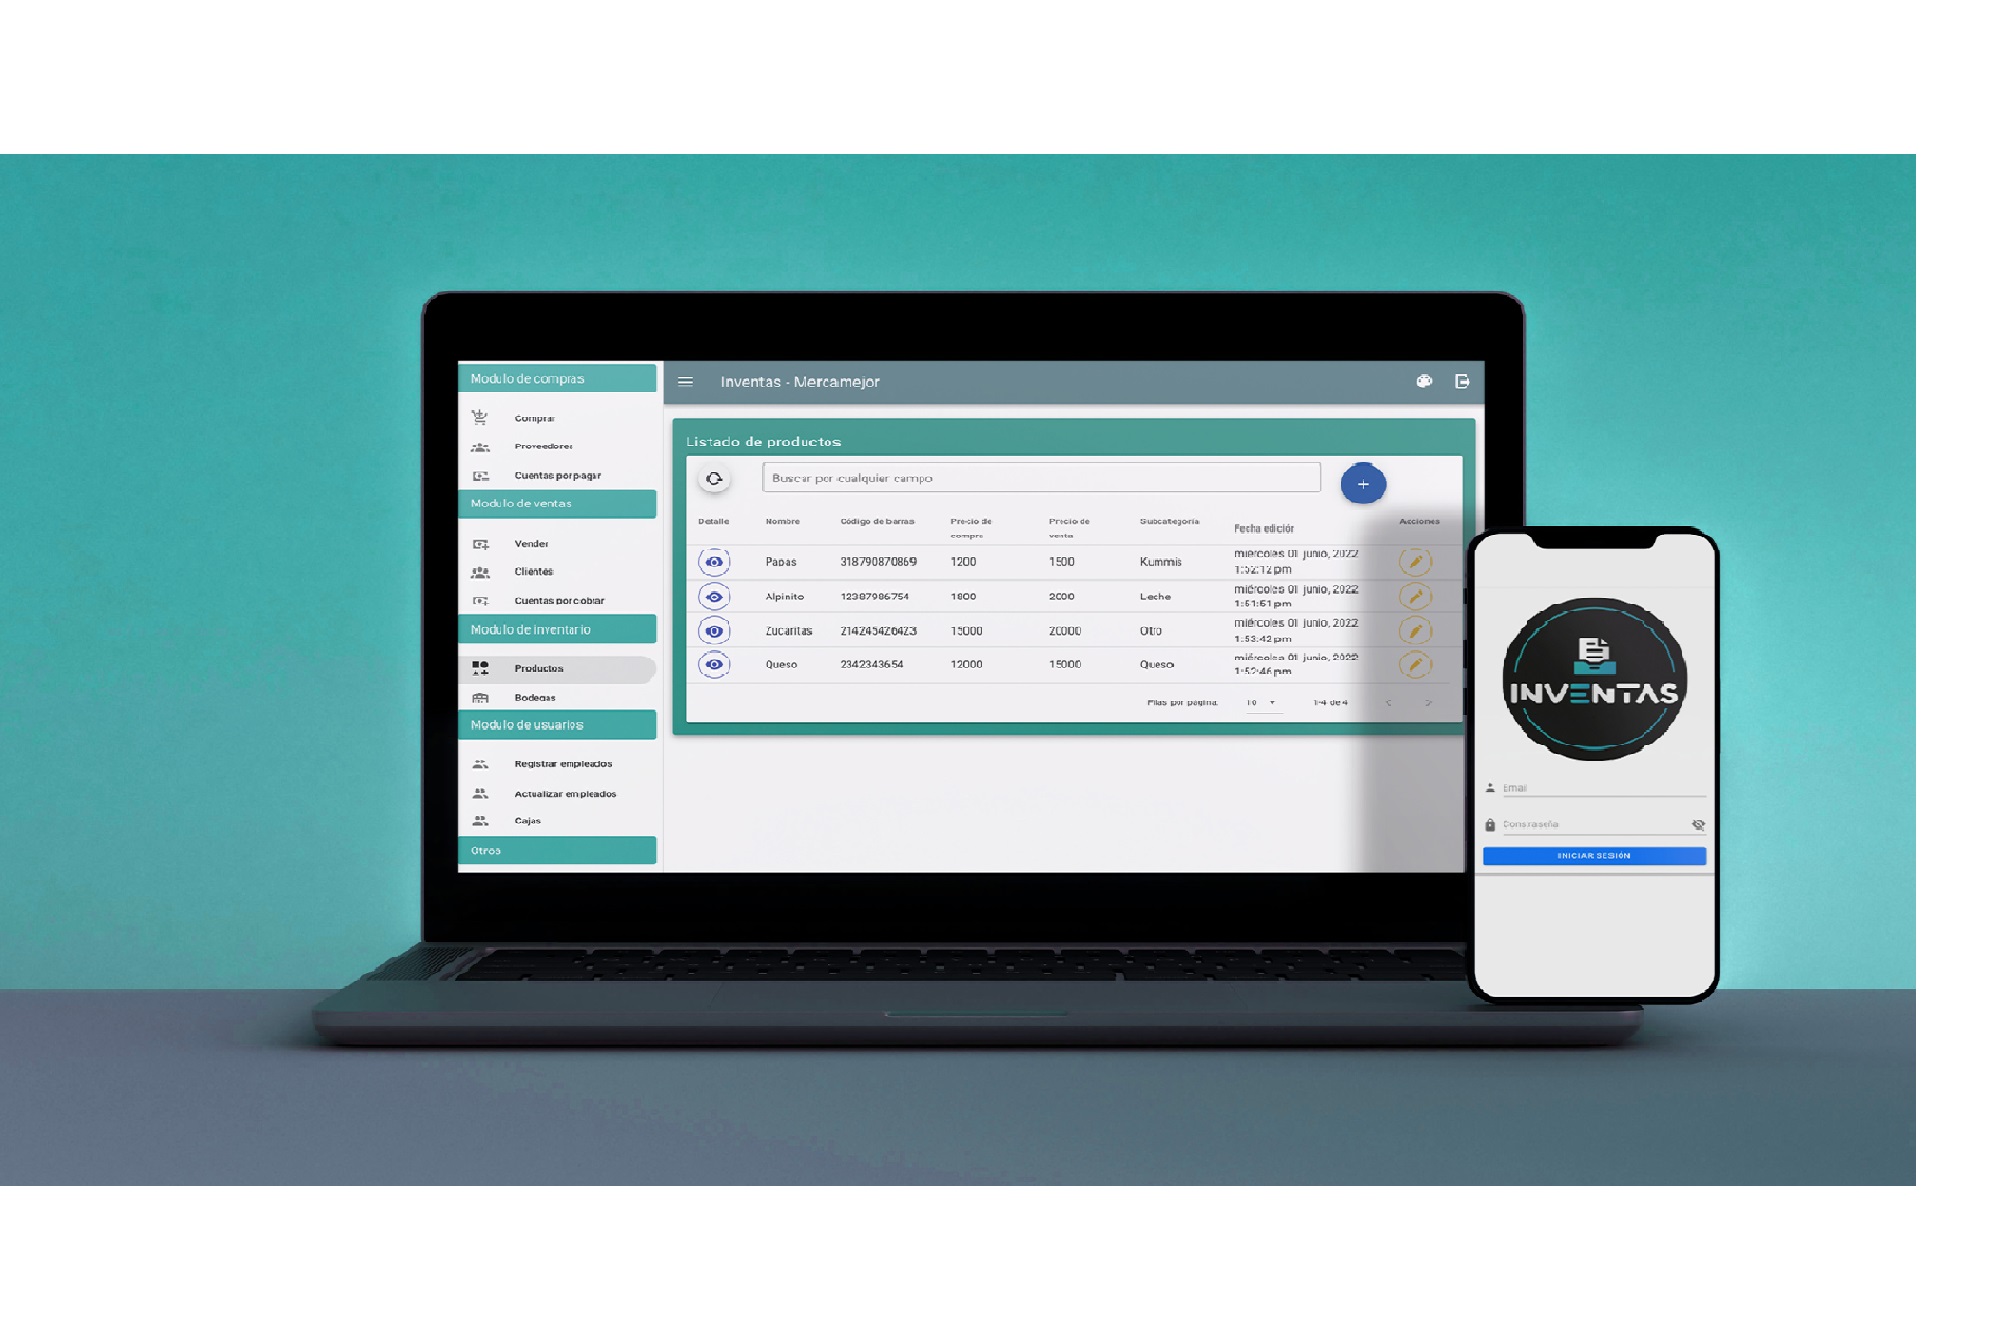 Modulo de compras
Comprar
Proveedores
Cuentas por pagar
Modulo de ventas
Vender
Clientes
Cuentas por cobrar
Modulo de inventario
Productos
Bodegas
Modulo de usuarios
Registrar empleados
Actualizar empleados
Cajas
Otros
Inventas - Mercamejor
Listado de productos
Buscar por cualquier campo
+
Detalle Nombre Código de barras Precio de compra Precio de venta Subcategoría Fecha edición Acciones
Papas 318790870869 1200 1500 Kummis miércoles 01 junio, 2022 1:52:12 pm
Alpinito 12387986754 1800 2000 Leche miércoles 01 junio, 2022 1:51:51 pm
Zucaritas 214245426423 15000 20000 Otro miércoles 01 junio, 2022 1:53:42 pm
Queso 2342343654 12000 15000 Queso miércoles 01 junio, 2022 1:52:46 pm
Filas por página: 10 1-4 de 4
INVENTAS
Email
Contraseña
INICIAR SESIÓN